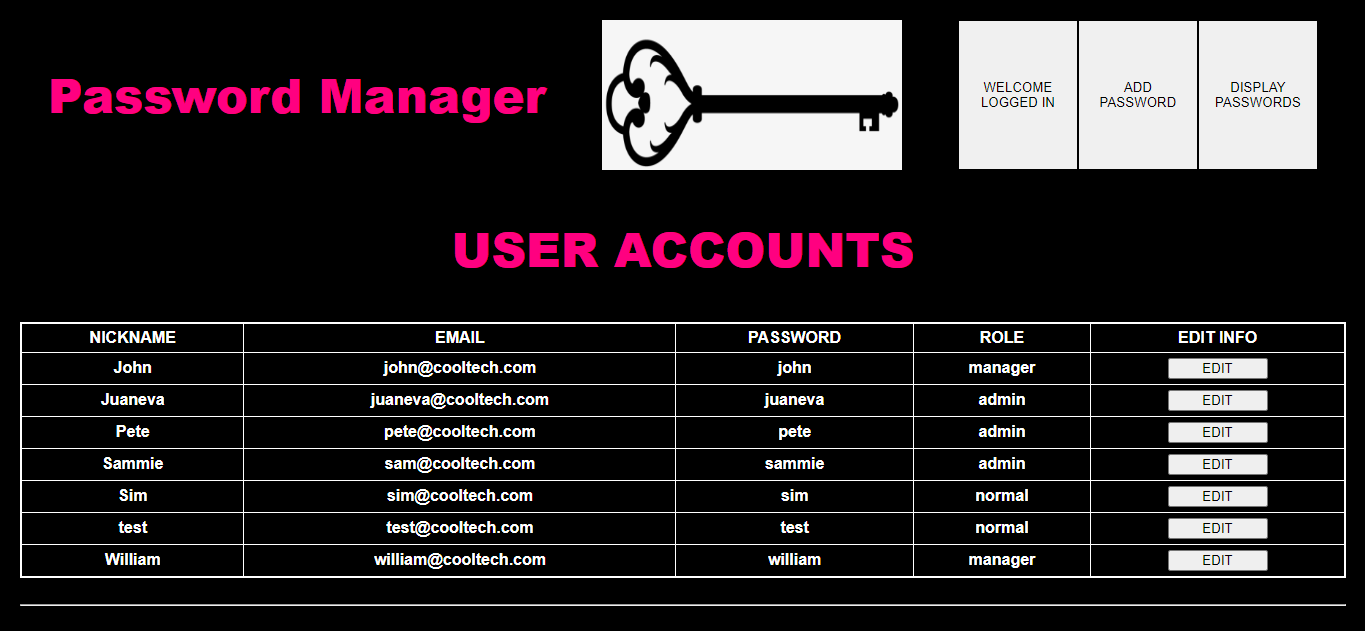 Password Manager
WELCOME
LOGGED IN
ADD
PASSWORD
DISPLAY
PASSWORDS
USER ACCOUNTS
NICKNAME EMAIL PASSWORD ROLE EDIT INFO
John john@cooltech.com john manager EDIT
Juaneva juaneva@cooltech.com juaneva admin EDIT
Pete pete@cooltech.com pete admin EDIT
Sammie sam@cooltech.com sammie admin EDIT
Sim sim@cooltech.com sim normal EDIT
test test@cooltech.com test normal EDIT
William william@cooltech.com william manager EDIT